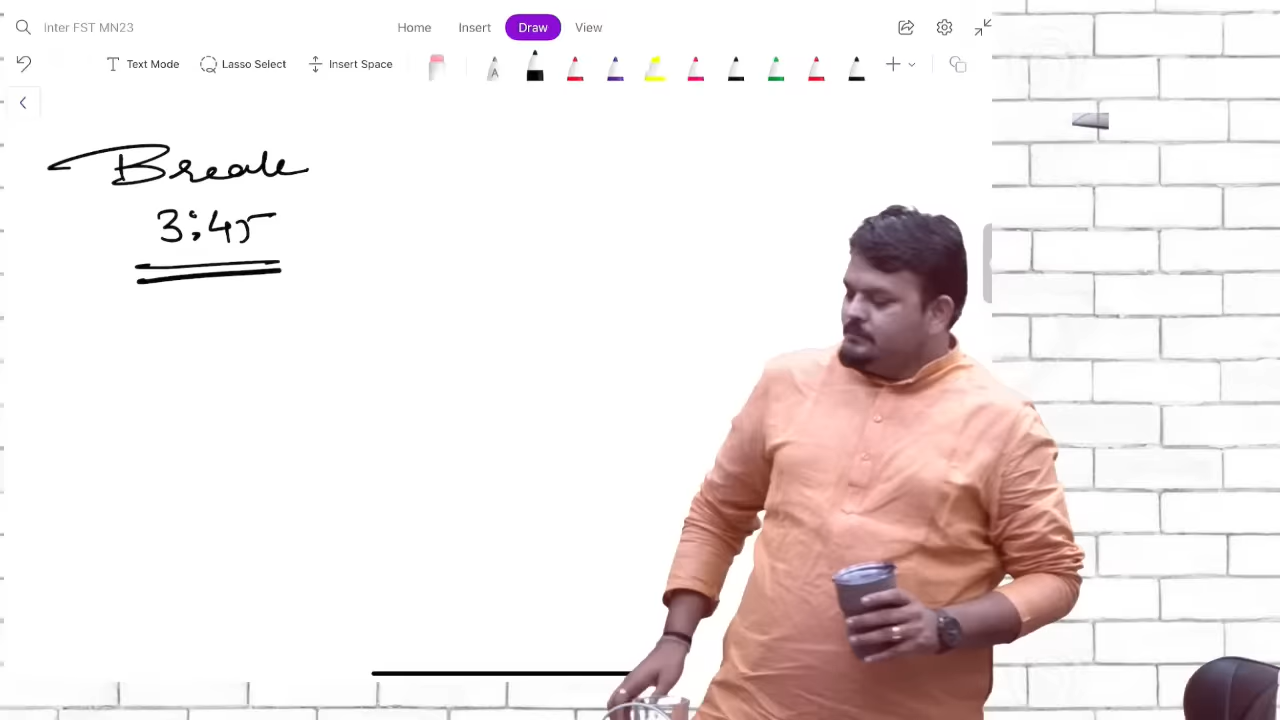 Inter FST MN23
Home Insert Draw View
Text Mode Lasso Select Insert Space
A
Break
3:45